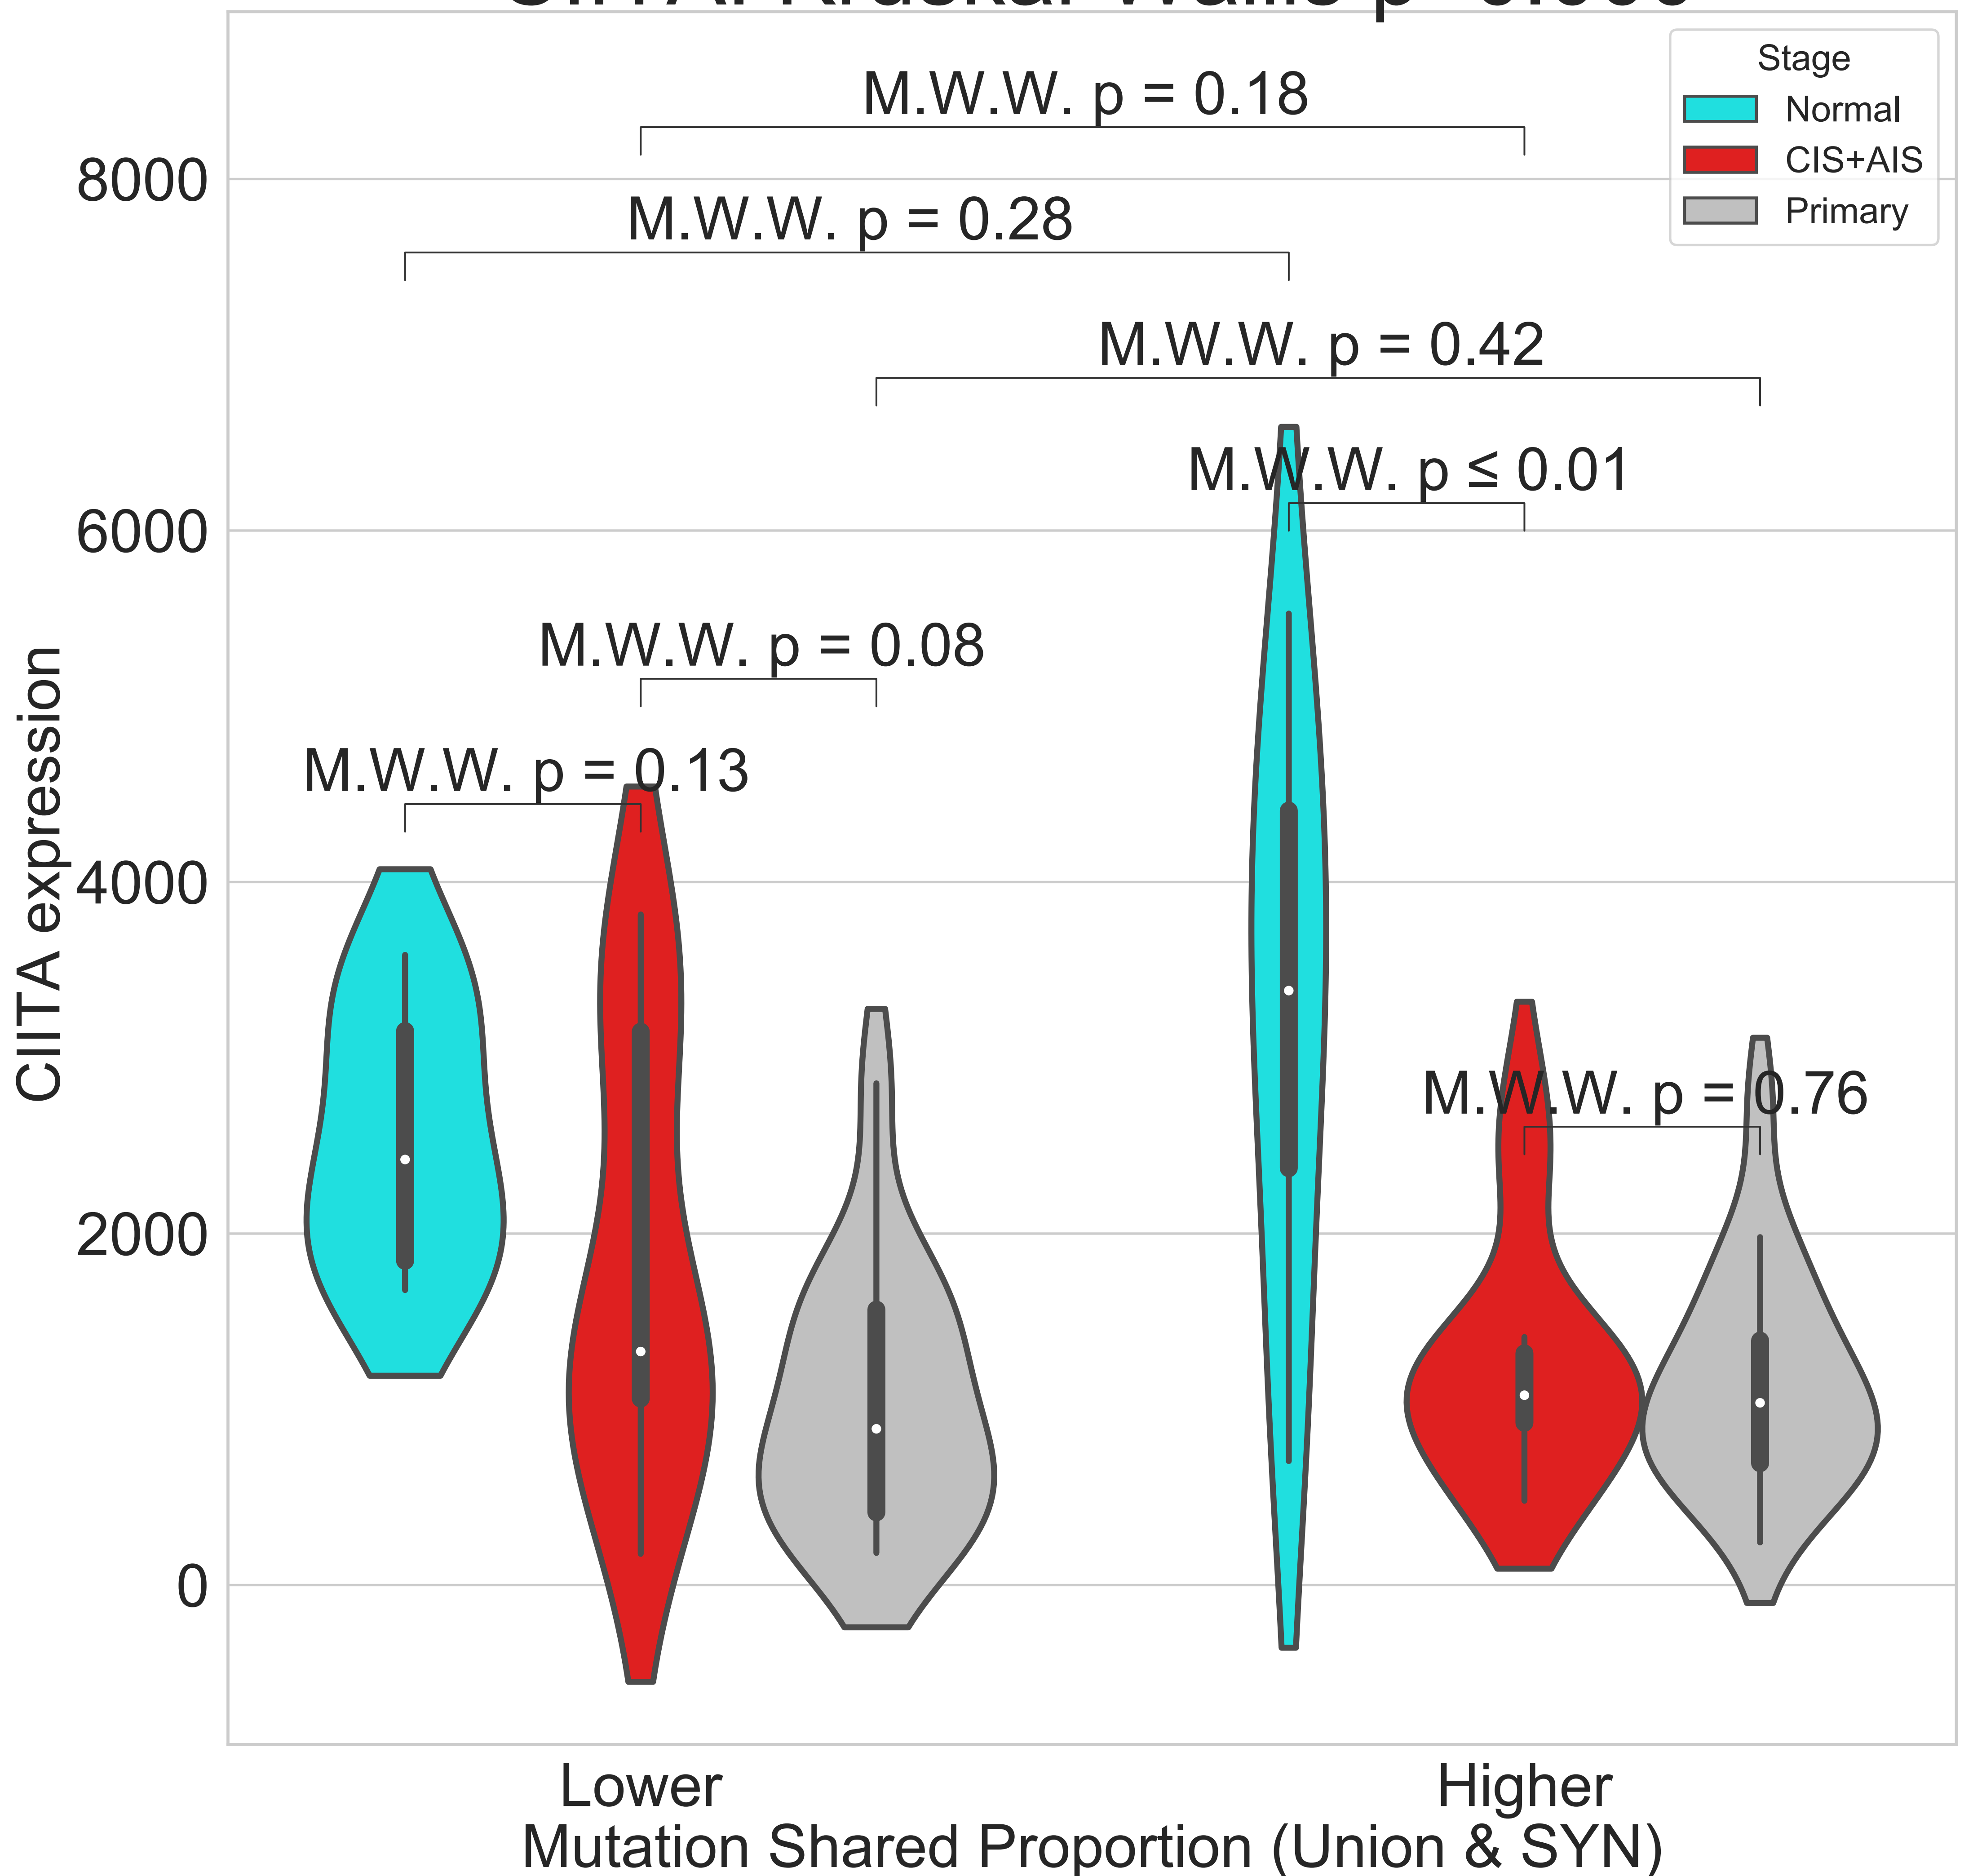 M.W.W. p = 0.18
Stage
Normal
CIS+AIS
Primary
8000
M.W.W. p = 0.28
M.W.W. p = 0.42
M.W.W. p ≤ 0.01
6000
M.W.W. p = 0.08
M.W.W. p = 0.13
CIITA expression
4000
M.W.W. p = 0.76
2000
0
Lower
Higher
Mutation Shared Proportion (Union & SYN)